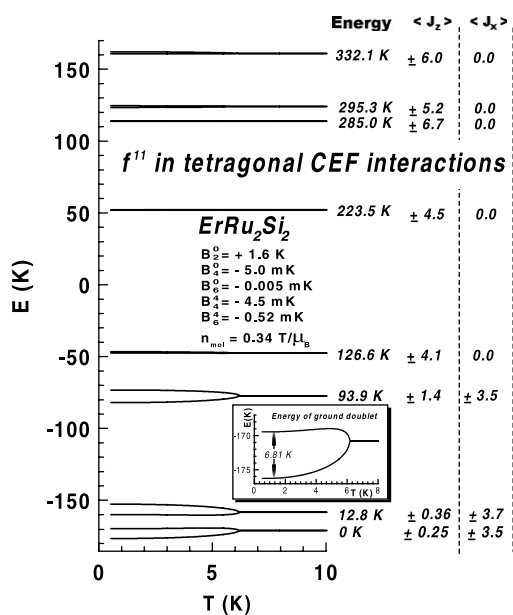 Energy < Jz > < Jx >
332.1 K ± 6.0 0.0
295.3 K ± 5.2 0.0
285.0 K ± 6.7 0.0
f¹¹ in tetragonal CEF interactions
223.5 K ± 4.5 0.0
ErRu₂Si₂
B₂⁰ = + 1.6 K
B₄⁰ = - 5.0 mK
B₆⁰ = - 0.005 mK
B₄⁴ = - 4.5 mK
B₆⁴ = - 0.52 mK
n_mol = 0.34 T/μ_B
126.6 K ± 4.1 0.0
93.9 K ± 1.4 ± 3.5
12.8 K ± 0.36 ± 3.7
0 K ± 0.25 ± 3.5
E (K)
150
100
50
0
-50
-100
-150
0 5 10
T (K)
Energy of ground doublet
E(K)
-170
-175
6.81 K
0 2 4 6 8
T (K)